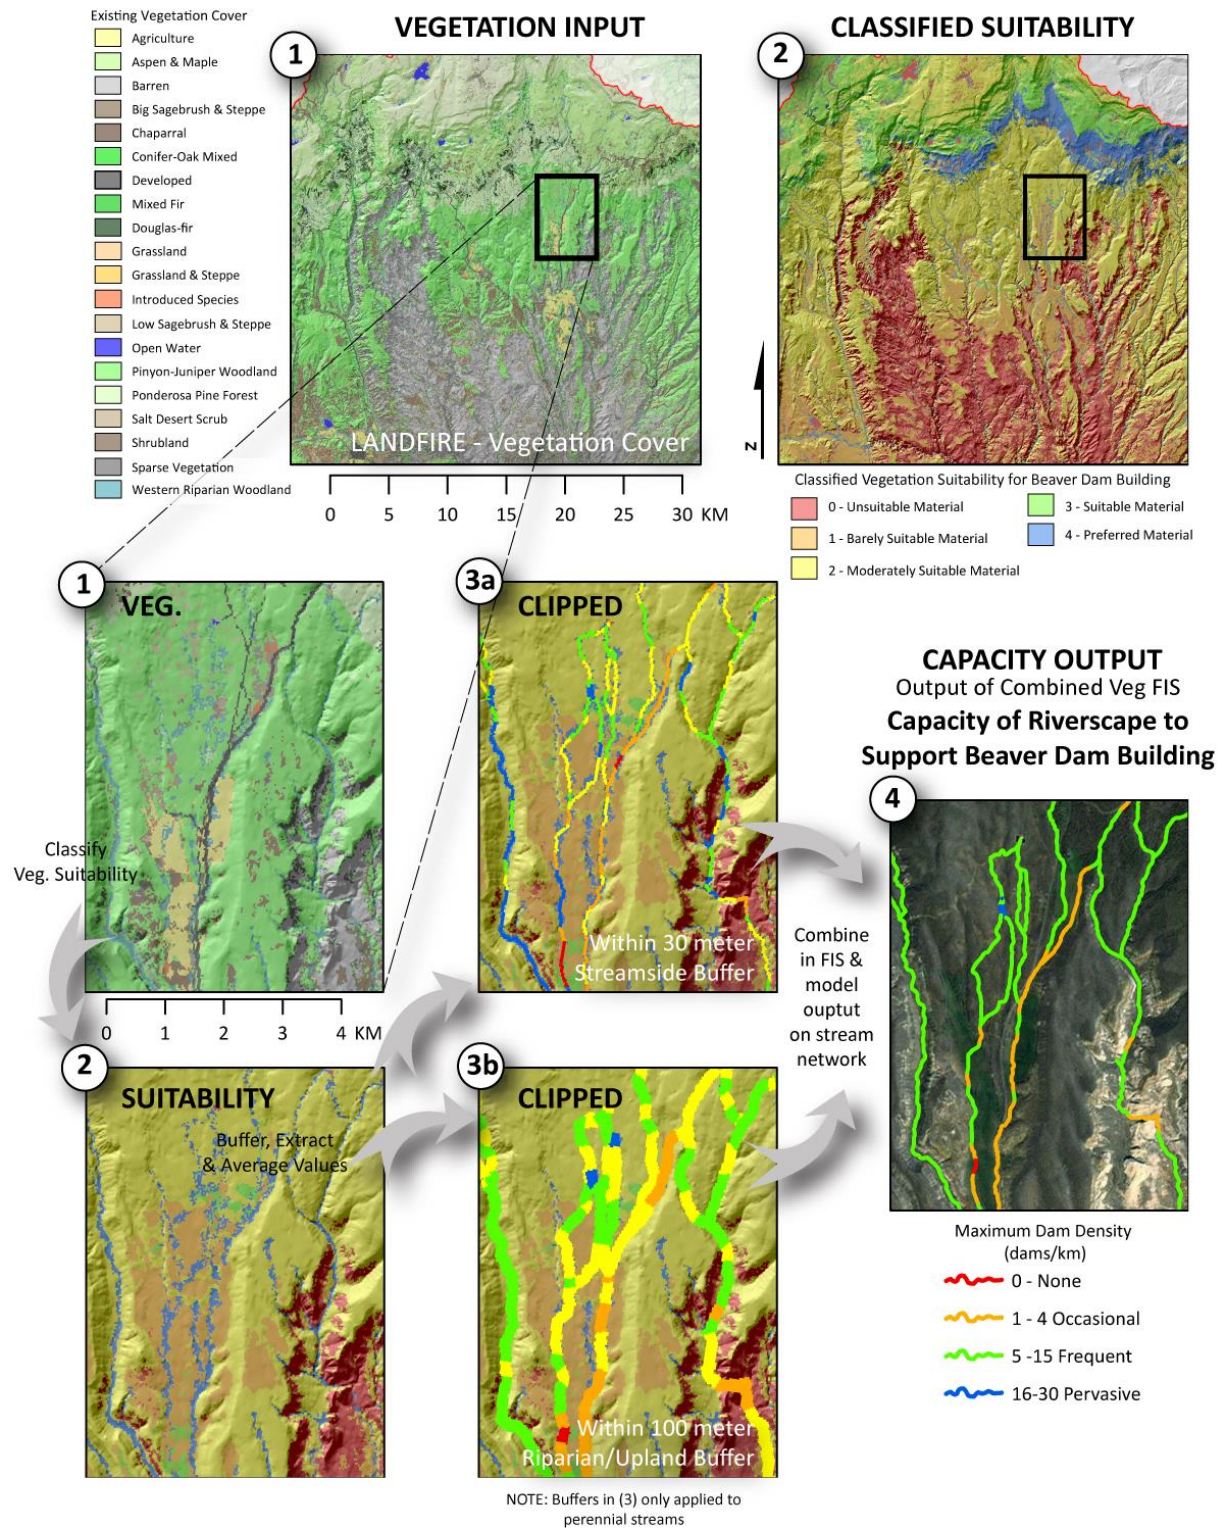 Existing Vegetation Cover
Agriculture
Aspen & Maple
Barren
Big Sagebrush & Steppe
Chaparral
Conifer-Oak Mixed
Developed
Mixed Fir
Douglas-fir
Grassland
Grassland & Steppe
Introduced Species
Low Sagebrush & Steppe
Open Water
Pinyon-Juniper Woodland
Ponderosa Pine Forest
Salt Desert Scrub
Shrubland
Sparse Vegetation
Western Riparian Woodland
VEGETATION INPUT
1
LANDFIRE - Vegetation Cover
0 5 10 15 20 25 30 KM
CLASSIFIED SUITABILITY
2
N
Classified Vegetation Suitability for Beaver Dam Building
0 - Unsuitable Material
1 - Barely Suitable Material
2 - Moderately Suitable Material
3 - Suitable Material
4 - Preferred Material
1
VEG.
Classify
Veg. Suitability
0 1 2 3 4 KM
2
SUITABILITY
Buffer, Extract
& Average Values
3a
CLIPPED
Within 30 meter
Streamside Buffer
3b
CLIPPED
Within 100 meter
Riparian/Upland Buffer
NOTE: Buffers in (3) only applied to
perennial streams
Combine
in FIS &
model
ouptut
on stream
network
CAPACITY OUTPUT
Output of Combined Veg FIS
Capacity of Riverscape to
Support Beaver Dam Building
4
Maximum Dam Density
(dams/km)
0 - None
1 - 4 Occasional
5 -15 Frequent
16-30 Pervasive